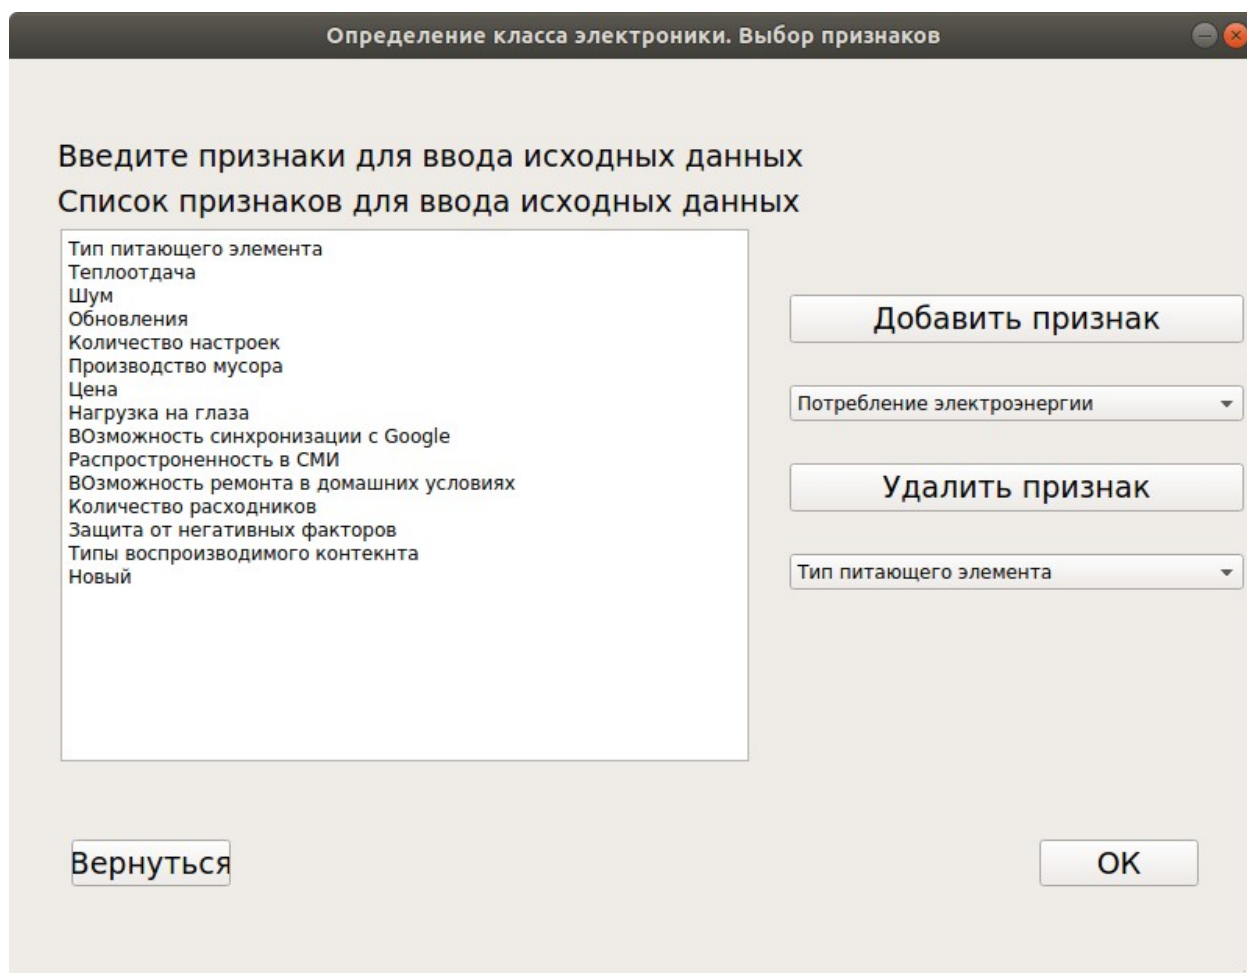 Определение класса электроники. Выбор признаков
Введите признаки для ввода исходных данных
Список признаков для ввода исходных данных
Тип питающего элемента
Теплоотдача
Шум
Обновления
Количество настроек
Производство мусора
Цена
Нагрузка на глаза
ВОзможность синхронизации с Google
Распростроненность в СМИ
ВОзможность ремонта в домашних условиях
Количество расходников
Защита от негативных факторов
Типы воспроизводимого контекнта
Новый
Добавить признак
Потребление электроэнергии
Удалить признак
Тип питающего элемента
Вернуться
ОК